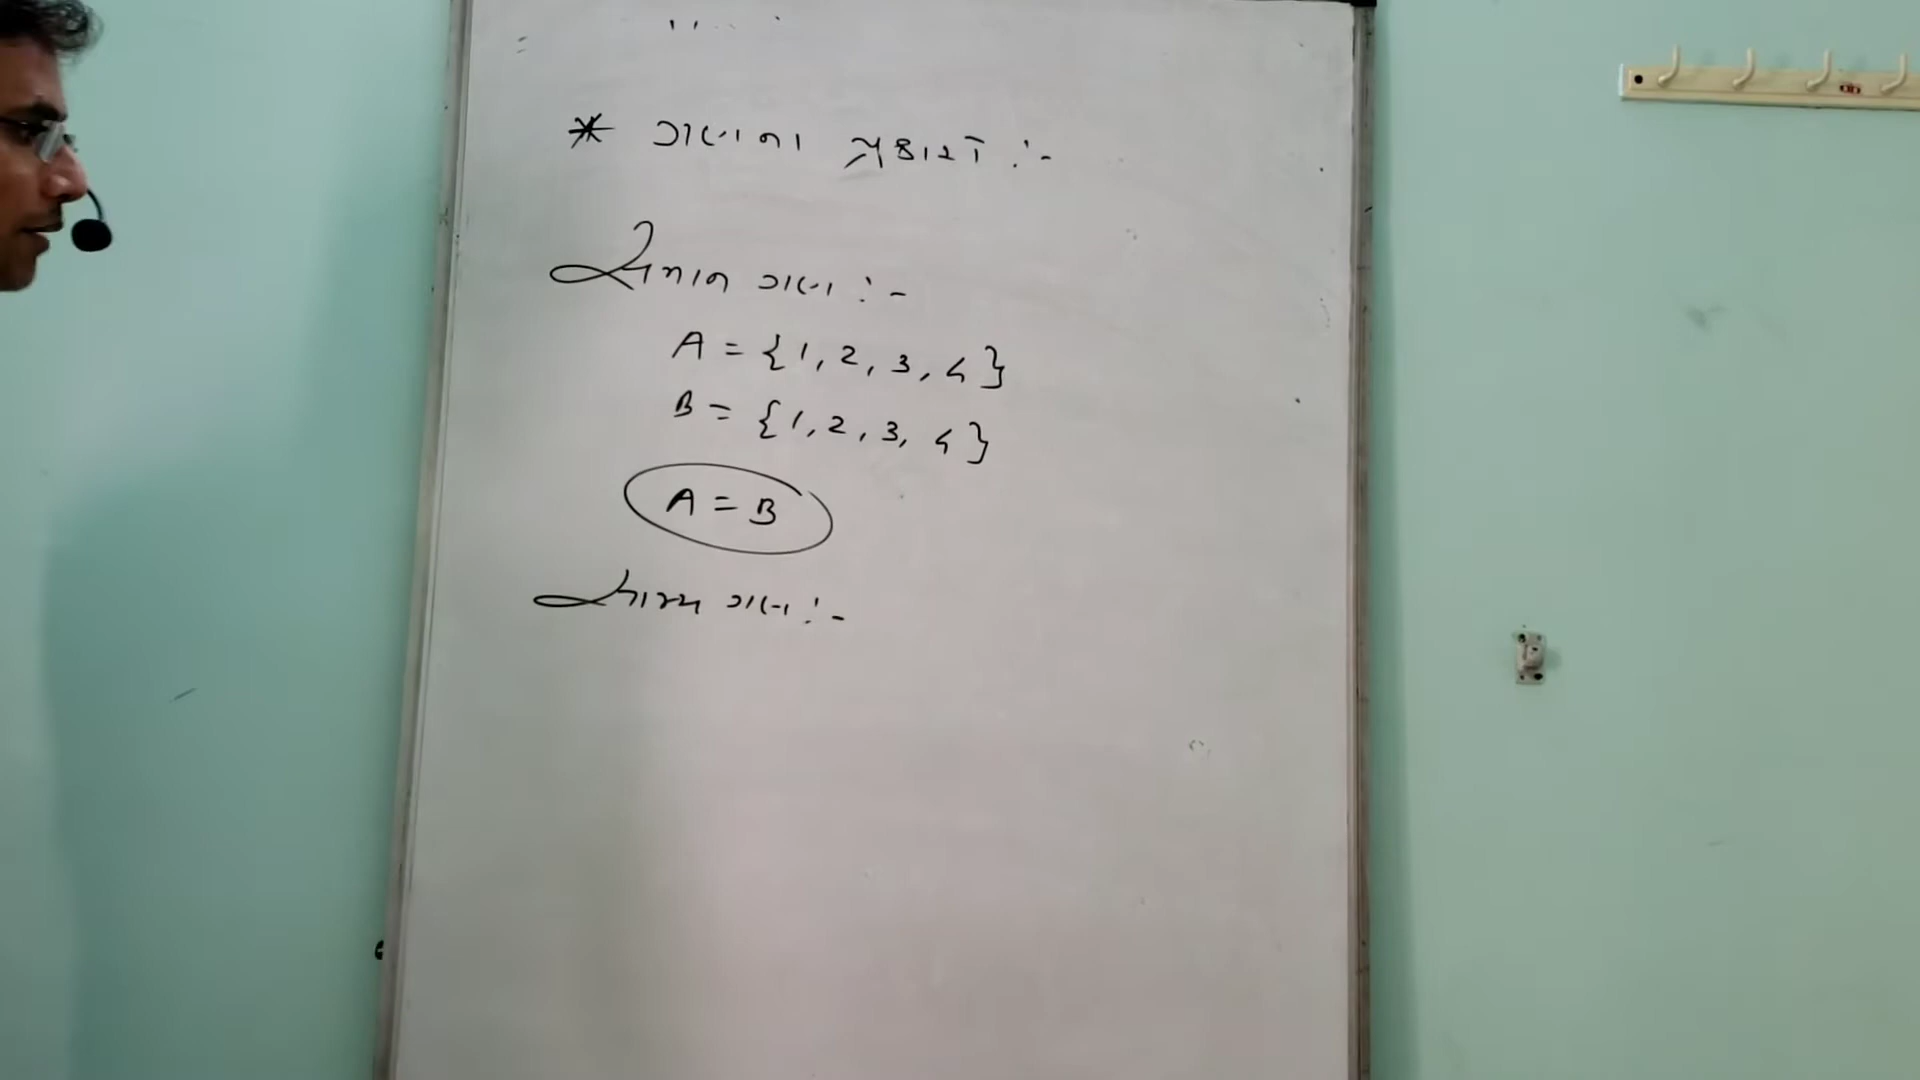 * ગણના પ્રકારો :-
સમાન ગણ :-
A = {1, 2, 3, 4}
B = {1, 2, 3, 4}
A = B
સામ્ય ગણ :-